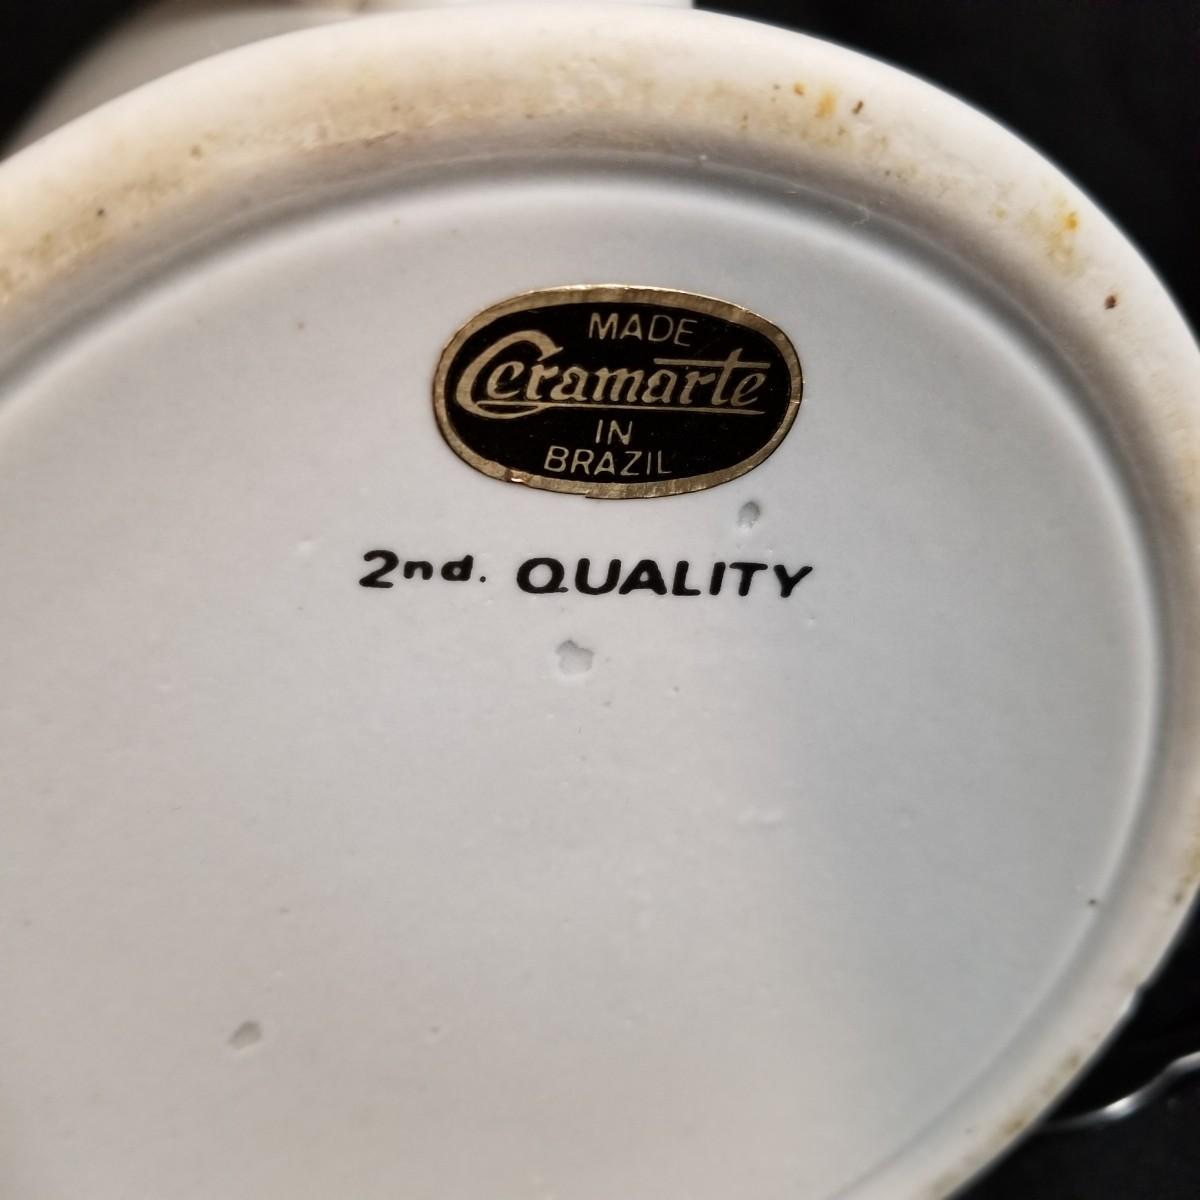 MADE
Ceramarte
IN
BRAZIL
2nd. QUALITY